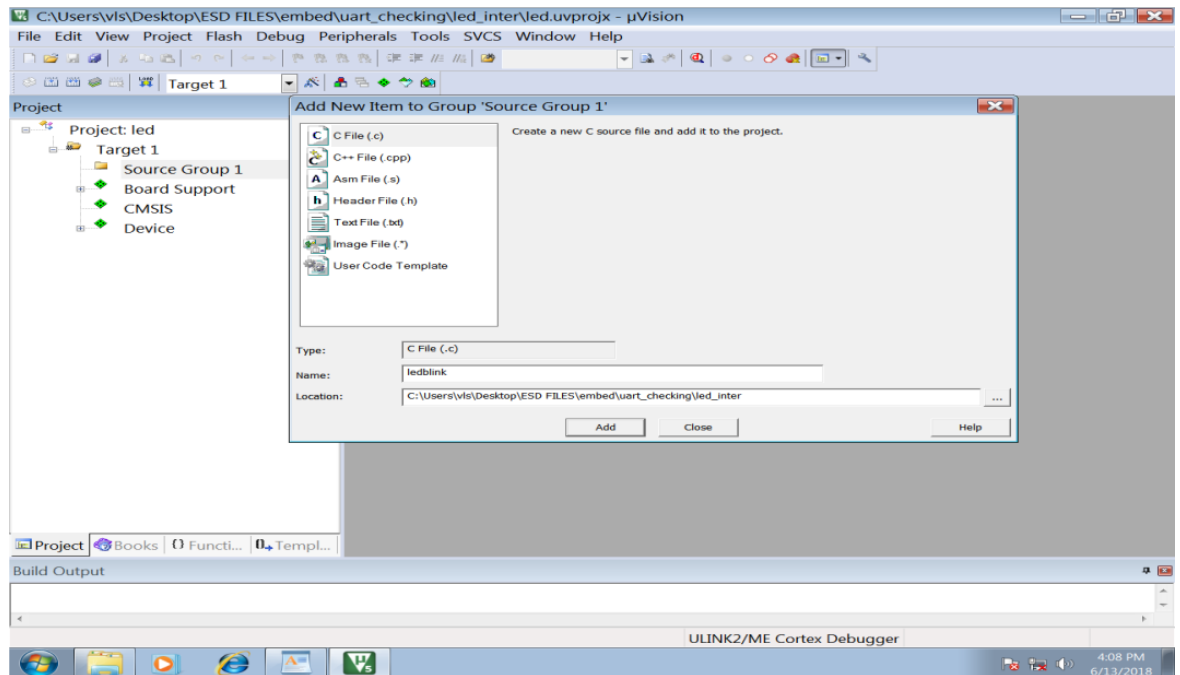 C:\Users\vls\Desktop\ESD FILES\embed\uart_checking\led_inter\led.uvprojx - µVision
File Edit View Project Flash Debug Peripherals Tools SVCS Window Help
Target 1
Project
Add New Item to Group 'Source Group 1'
Project: led
Target 1
Source Group 1
Board Support
CMSIS
Device
C File (.c)
C++ File (.cpp)
Asm File (.s)
Header File (.h)
Text File (.txt)
Image File (.*)
User Code Template
Create a new C source file and add it to the project.
Type: C File (.c)
Name: ledblink
Location: C:\Users\vls\Desktop\ESD FILES\embed\uart_checking\led_inter ...
Add Close Help
Project Books {} Functi... 0→ Templ...
Build Output
ULINK2/ME Cortex Debugger
4:08 PM
6/13/2018